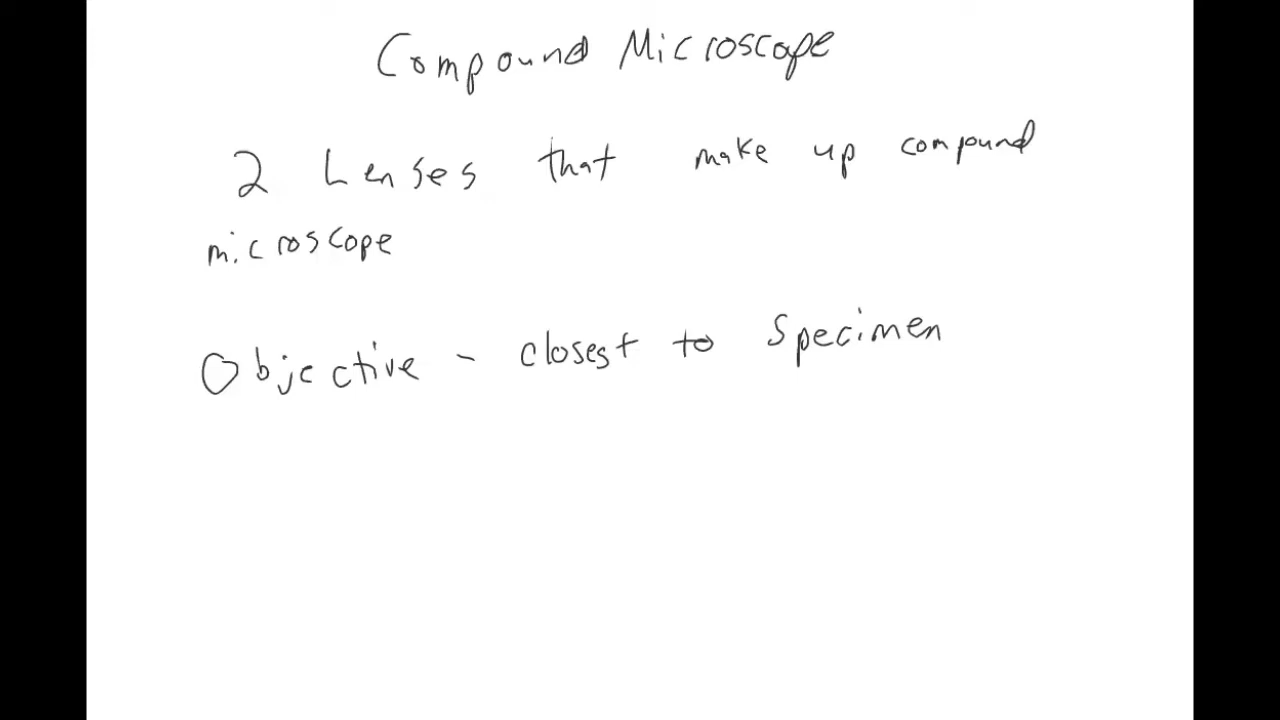 Compound Microscope
2 Lenses that make up compound
microscope
Objective - closest to specimen